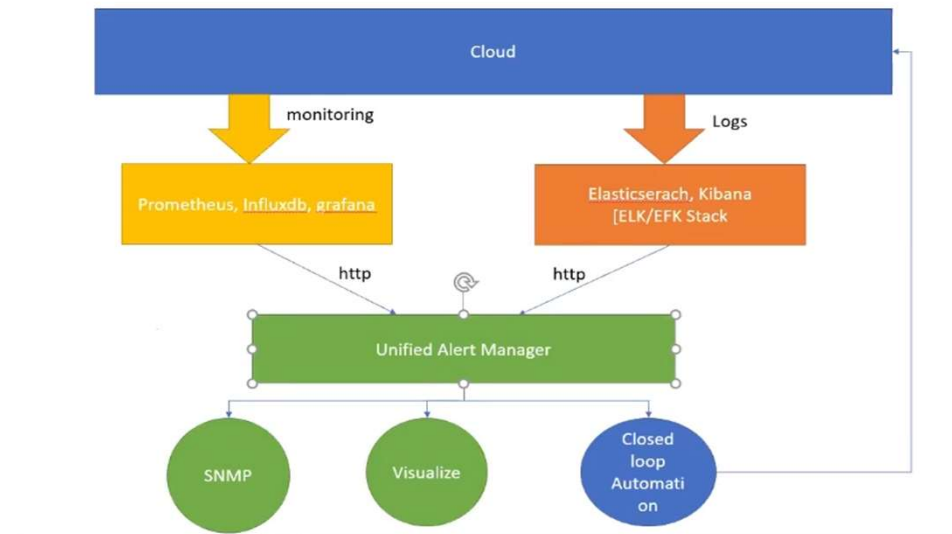 Cloud
monitoring
Logs
Prometheus, Influxdb, grafana
Elasticserach, Kibana
[ELK/EFK Stack
http
http
Unified Alert Manager
SNMP
Visualize
Closed
loop
Automati
on